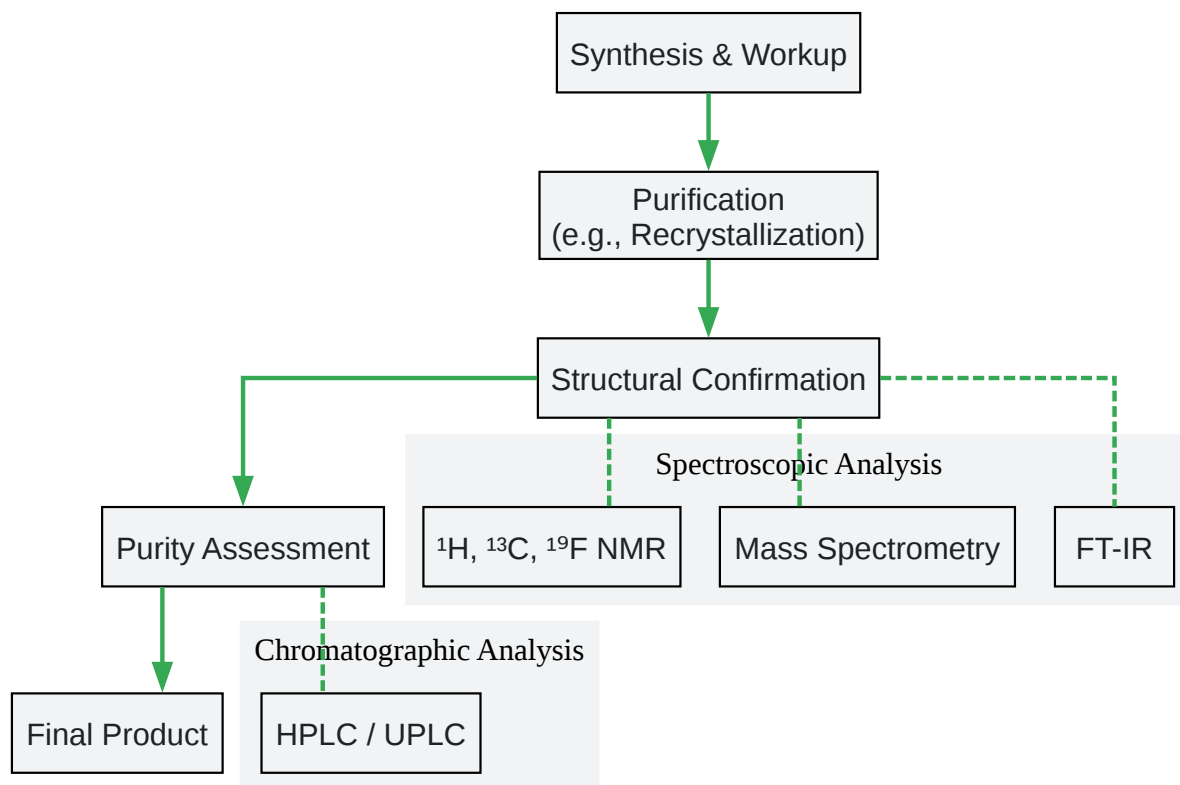 Synthesis & Workup
Purification
(e.g., Recrystallization)
Structural Confirmation
Spectroscopic Analysis
Purity Assessment
¹H, ¹³C, ¹⁹F NMR
Mass Spectrometry
FT-IR
Chromatographic Analysis
Final Product
HPLC / UPLC